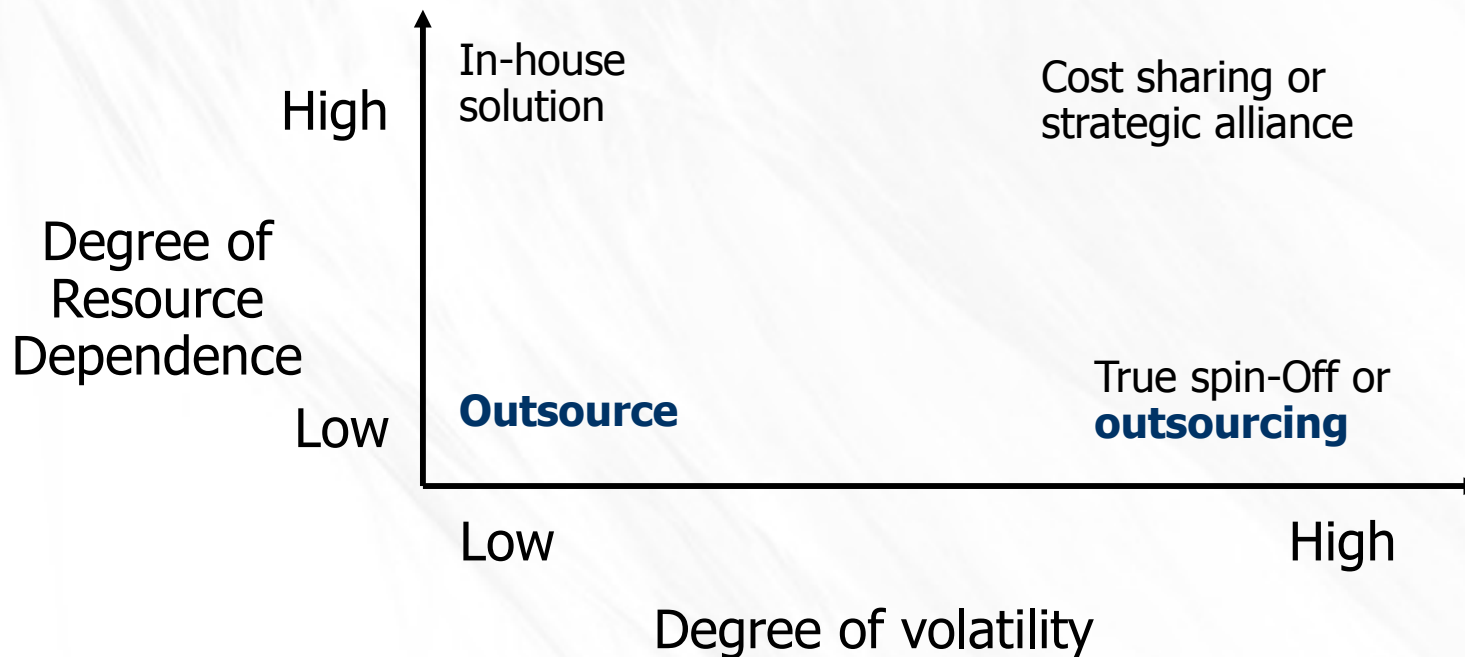 In-house
solution
Cost sharing or
strategic alliance
High
Degree of
Resource
Dependence
True spin-Off or
outsourcing
Outsource
Low
Low
High
Degree of volatility